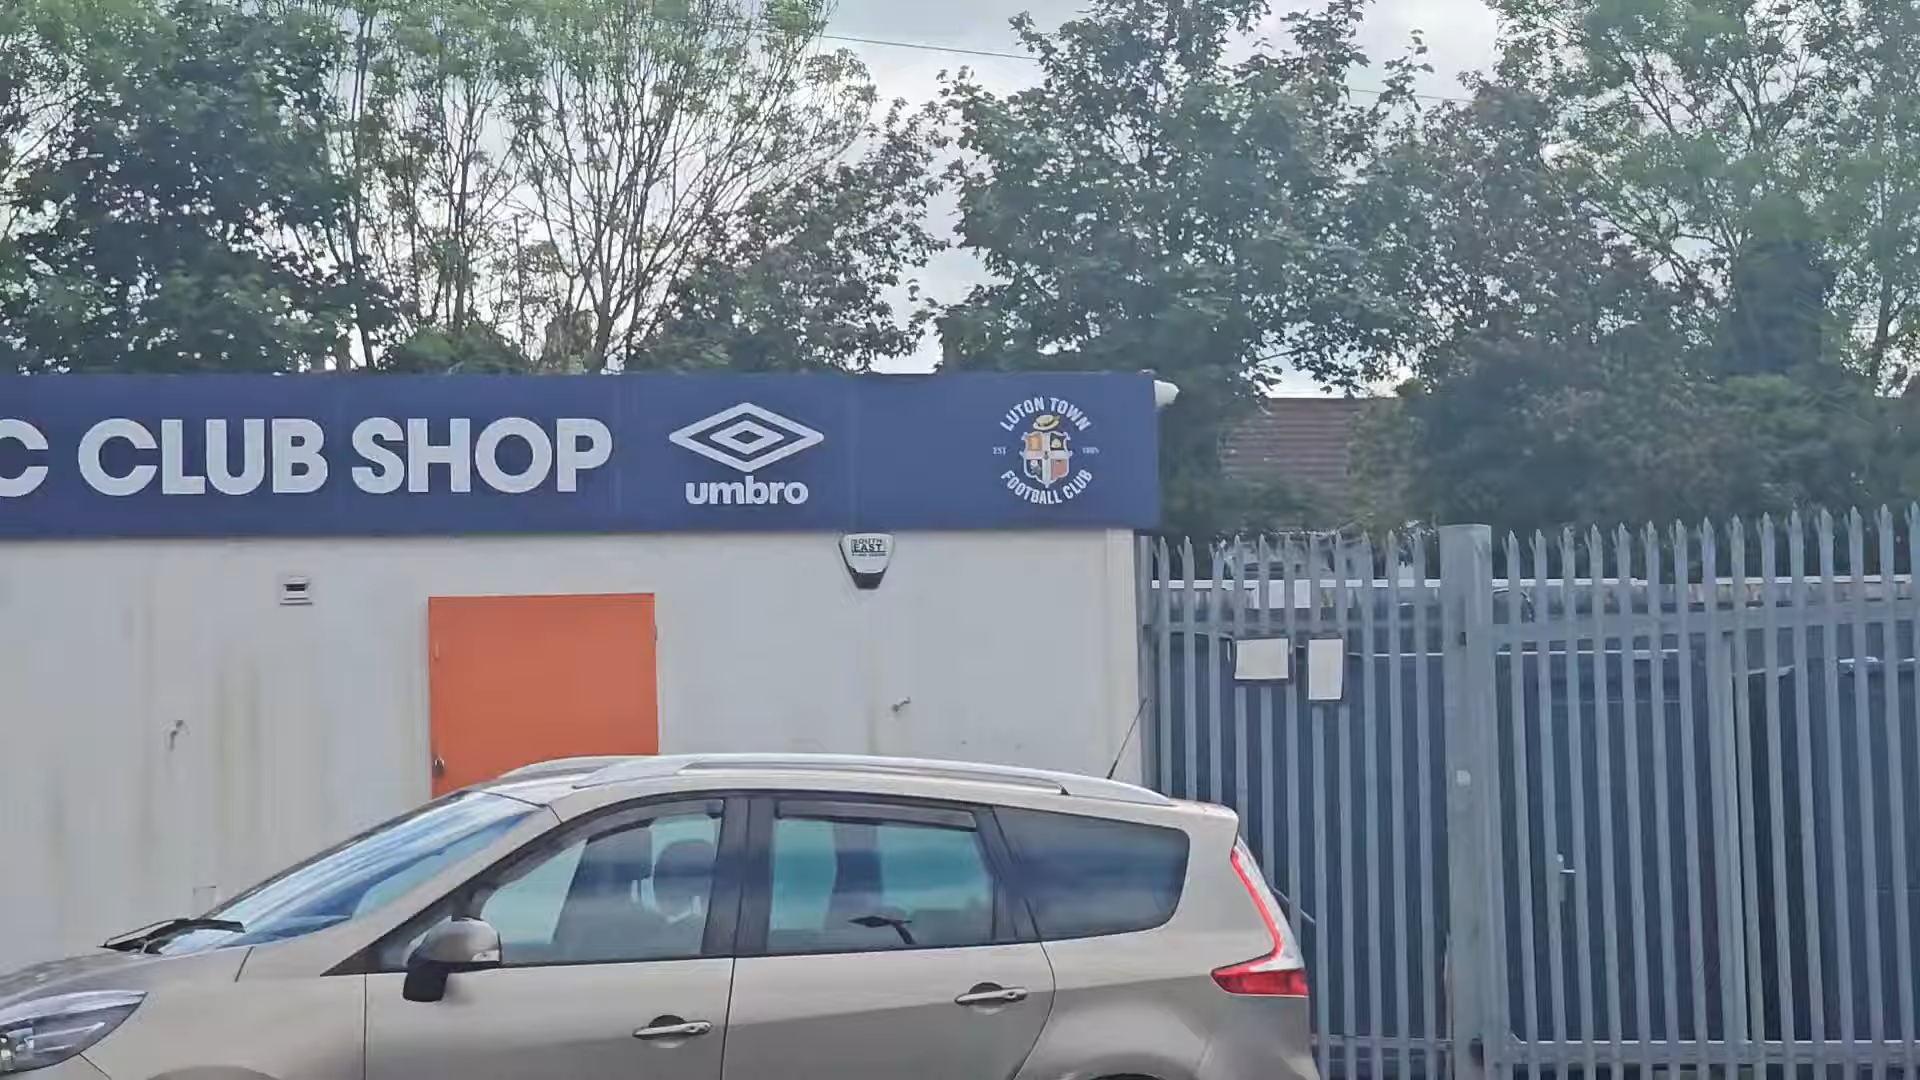 C CLUB SHOP
umbro
LUTON TOWN
EST 1885
FOOTBALL CLUB
SOUTH
EAST